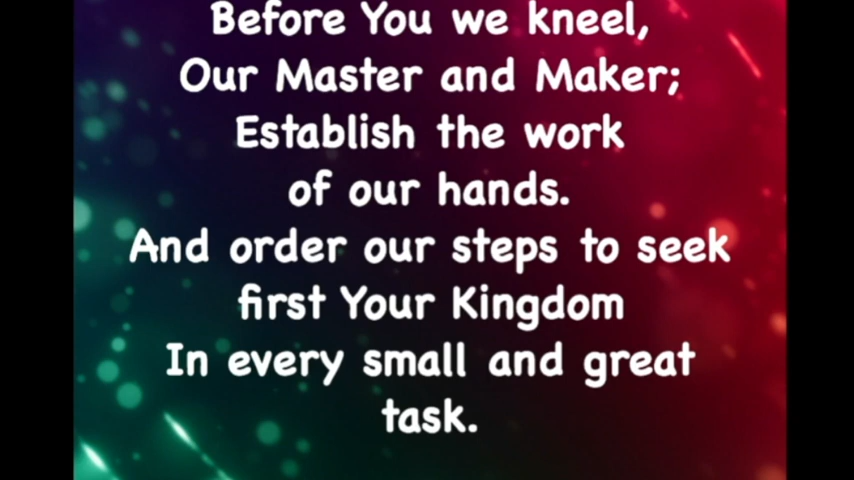 Before You we kneel,
Our Master and Maker;
Establish the work
of our hands.
And order our steps to seek
first Your Kingdom
In every small and great
task.